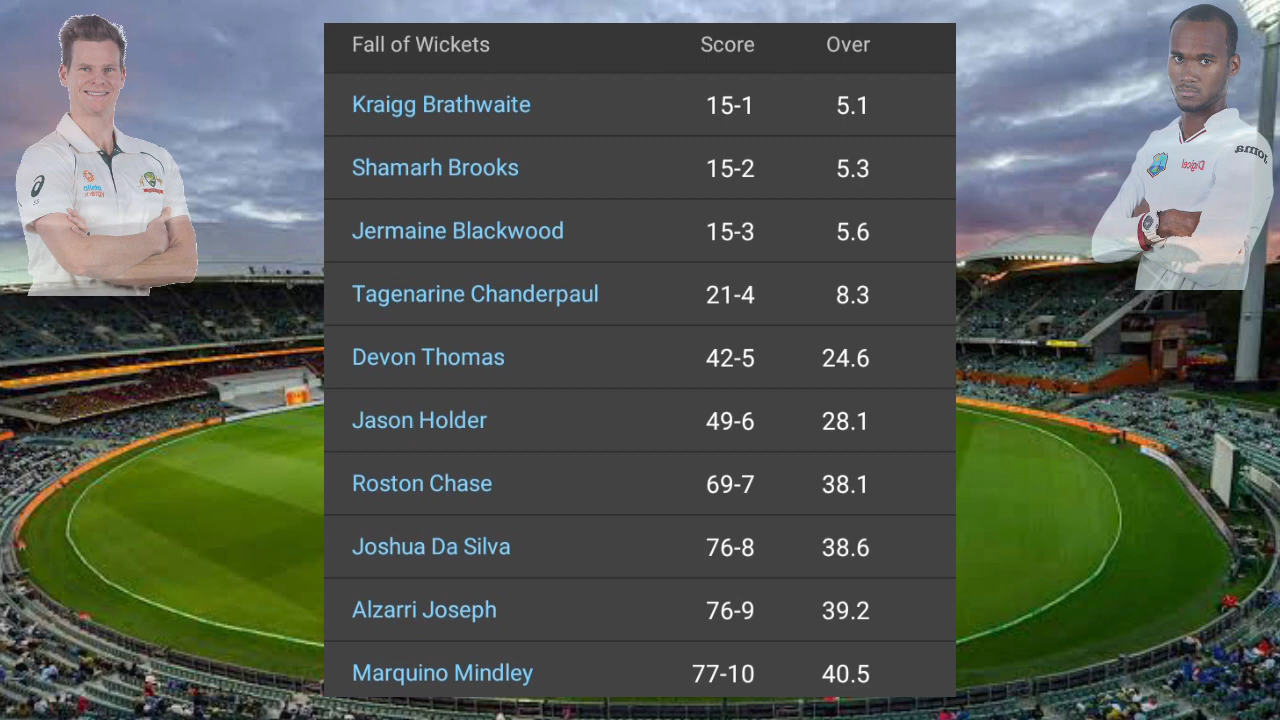 Fall of Wickets Score Over
Kraigg Brathwaite 15-1 5.1
Shamarh Brooks 15-2 5.3
Jermaine Blackwood 15-3 5.6
Tagenarine Chanderpaul 21-4 8.3
Devon Thomas 42-5 24.6
Jason Holder 49-6 28.1
Roston Chase 69-7 38.1
Joshua Da Silva 76-8 38.6
Alzarri Joseph 76-9 39.2
Marquino Mindley 77-10 40.5
Digicel